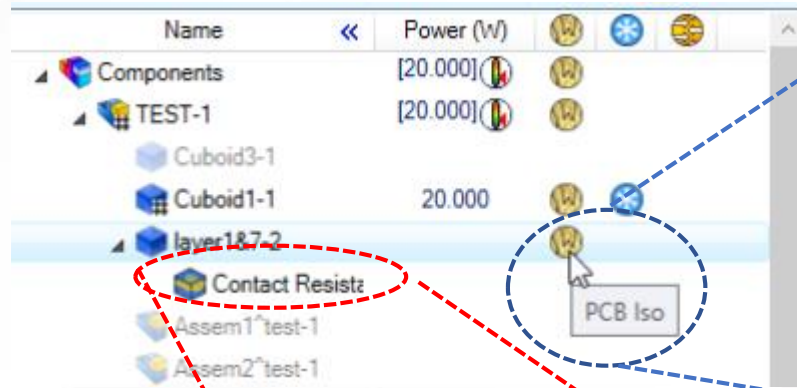 Name « Power (W)
Components [20.000]
TEST-1 [20.000]
Cuboid3-1
Cuboid1-1 20.000
layer1&7-2
Contact Resista
PCB Iso
Assem1^test-1
Assem2^test-1